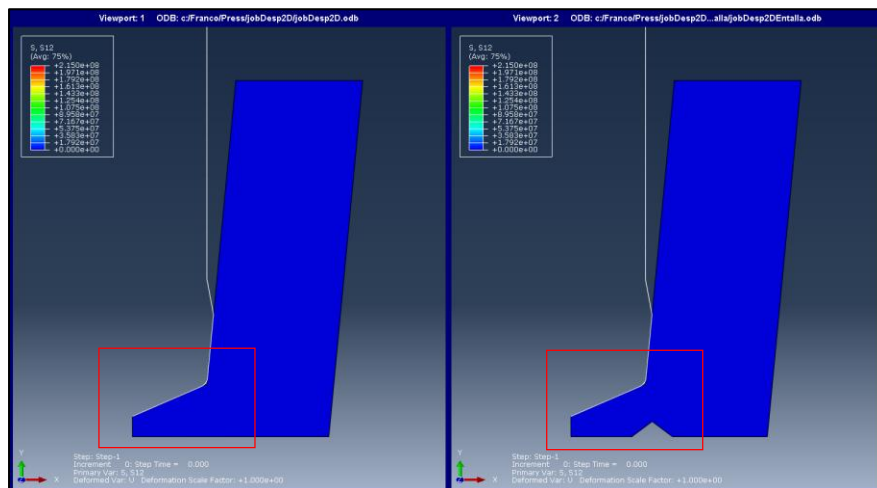 Viewport: 1 ODB: c:/Franco/Press/jobDesp2D/jobDesp2D.odb
S, S12
(Avg: 75%)
+2.150e+08
+1.971e+08
+1.792e+08
+1.613e+08
+1.433e+08
+1.254e+08
+1.075e+08
+8.958e+07
+7.167e+07
+5.375e+07
+3.583e+07
+1.792e+07
+0.000e+00
Y
X
Step: Step-1
Increment 0: Step Time = 0.000
Primary Var: S, S12
Deformed Var: U Deformation Scale Factor: +1.000e+00
Viewport: 2 ODB: c:/Franco/Press/jobDesp2D...alla/jobDesp2DEntalla.odb
S, S12
(Avg: 75%)
+2.150e+08
+1.971e+08
+1.792e+08
+1.613e+08
+1.433e+08
+1.254e+08
+1.075e+08
+8.958e+07
+7.167e+07
+5.375e+07
+3.583e+07
+1.792e+07
+0.000e+00
Y
X
Step: Step-1
Increment 0: Step Time = 0.000
Primary Var: S, S12
Deformed Var: U Deformation Scale Factor: +1.000e+00